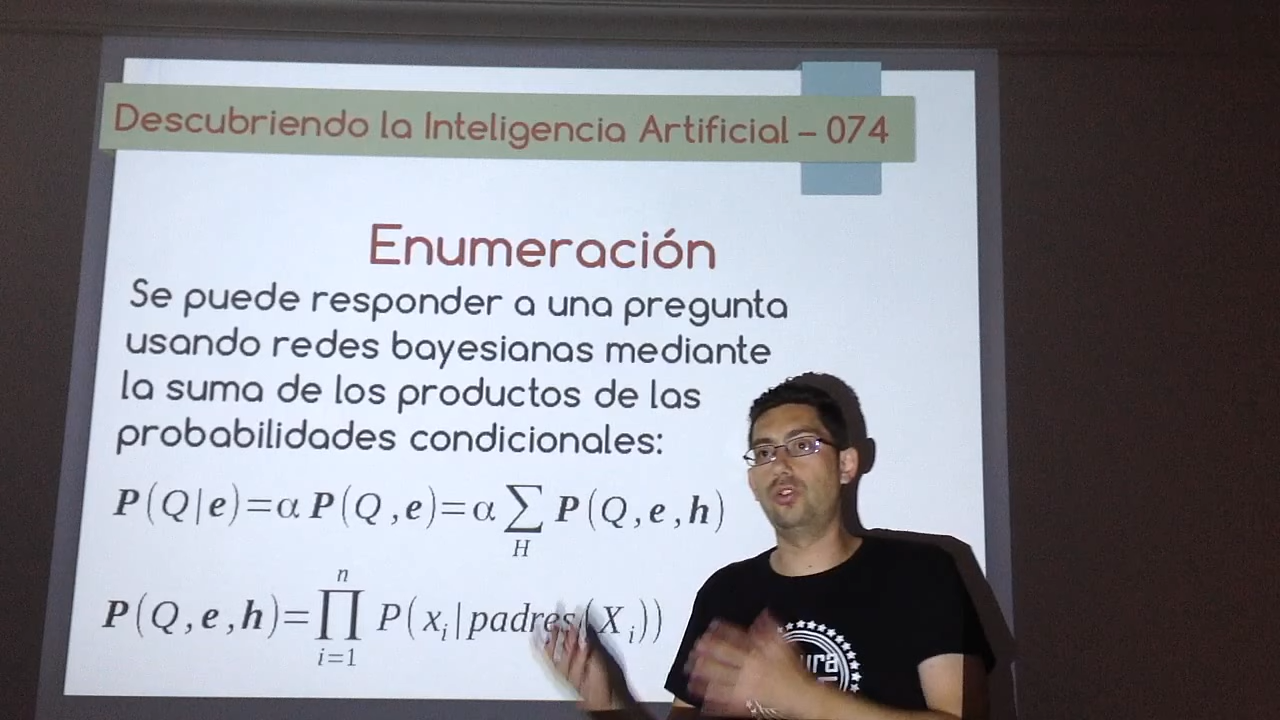 Descubriendo la Inteligencia Artificial – 074
Enumeración
Se puede responder a una pregunta
usando redes bayesianas mediante
la suma de los productos de las
probabilidades condicionales:
P(Q|e)=αP(Q,e)=α∑P(Q,e,h)
H
n
P(Q,e,h)=∏P(xᵢ|padres(Xᵢ))
i=1